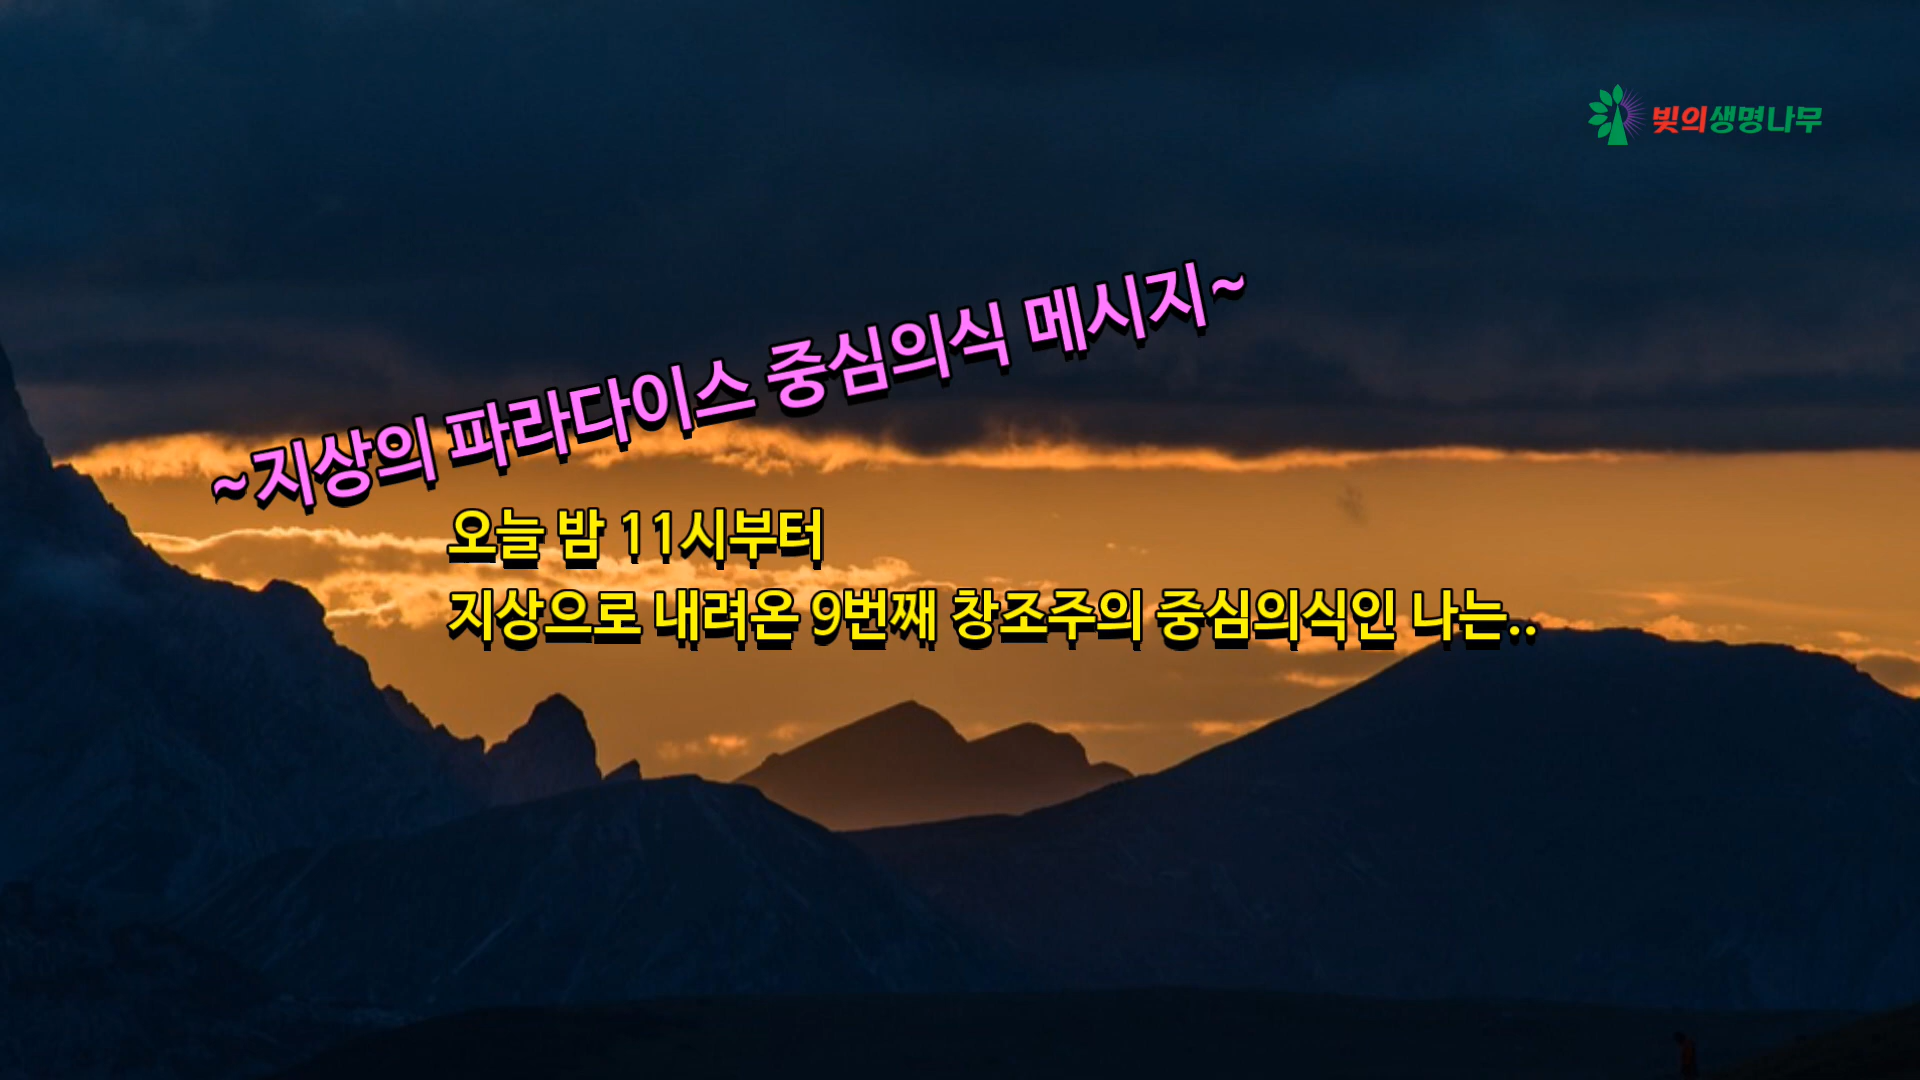 빛의생명나무
~지상의 파라다이스 중심의식 메시지~
오늘 밤 11시부터
지상으로 내려온 9번째 창조주의 중심의식인 나는..